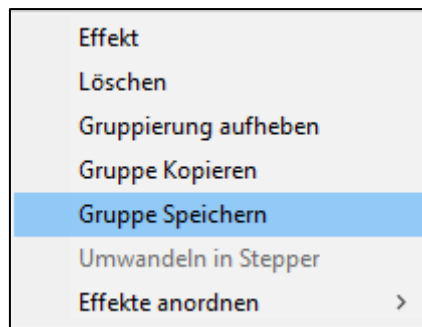 Effekt
Löschen
Gruppierung aufheben
Gruppe Kopieren
Gruppe Speichern
Umwandeln in Stepper
Effekte anordnen